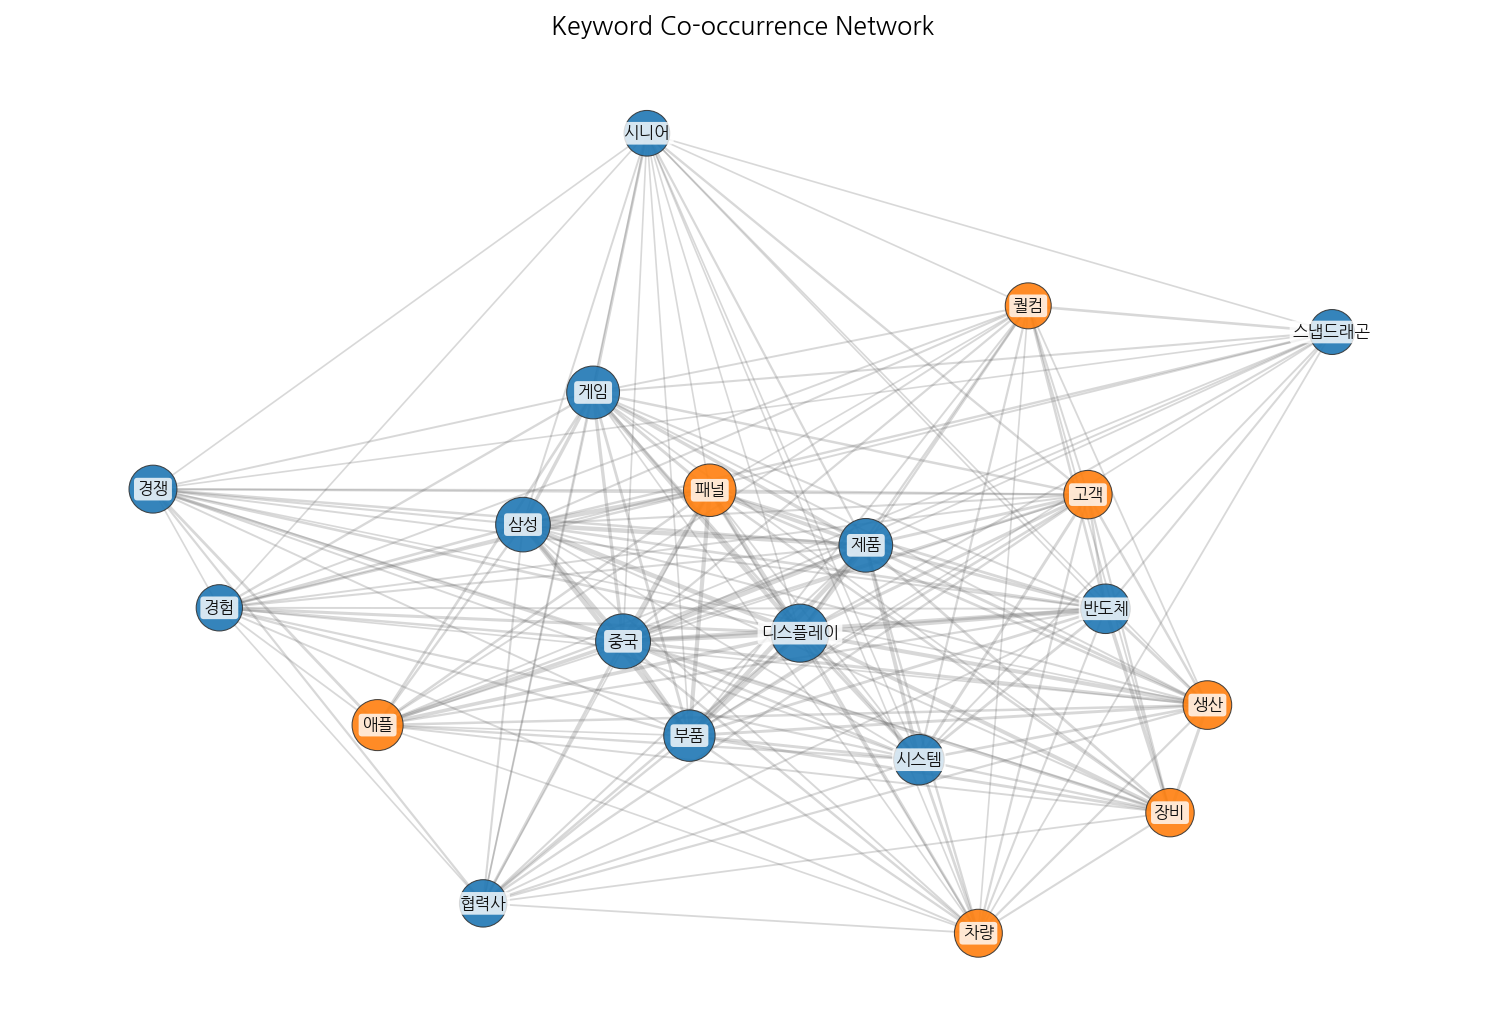 Keyword Co-occurrence Network
시니어
퀄컴
스냅드래곤
게임
경쟁
패널
고객
삼성
제품
경험
반도체
디스플레이
중국
생산
애플
부품
시스템
장비
협력사
차량